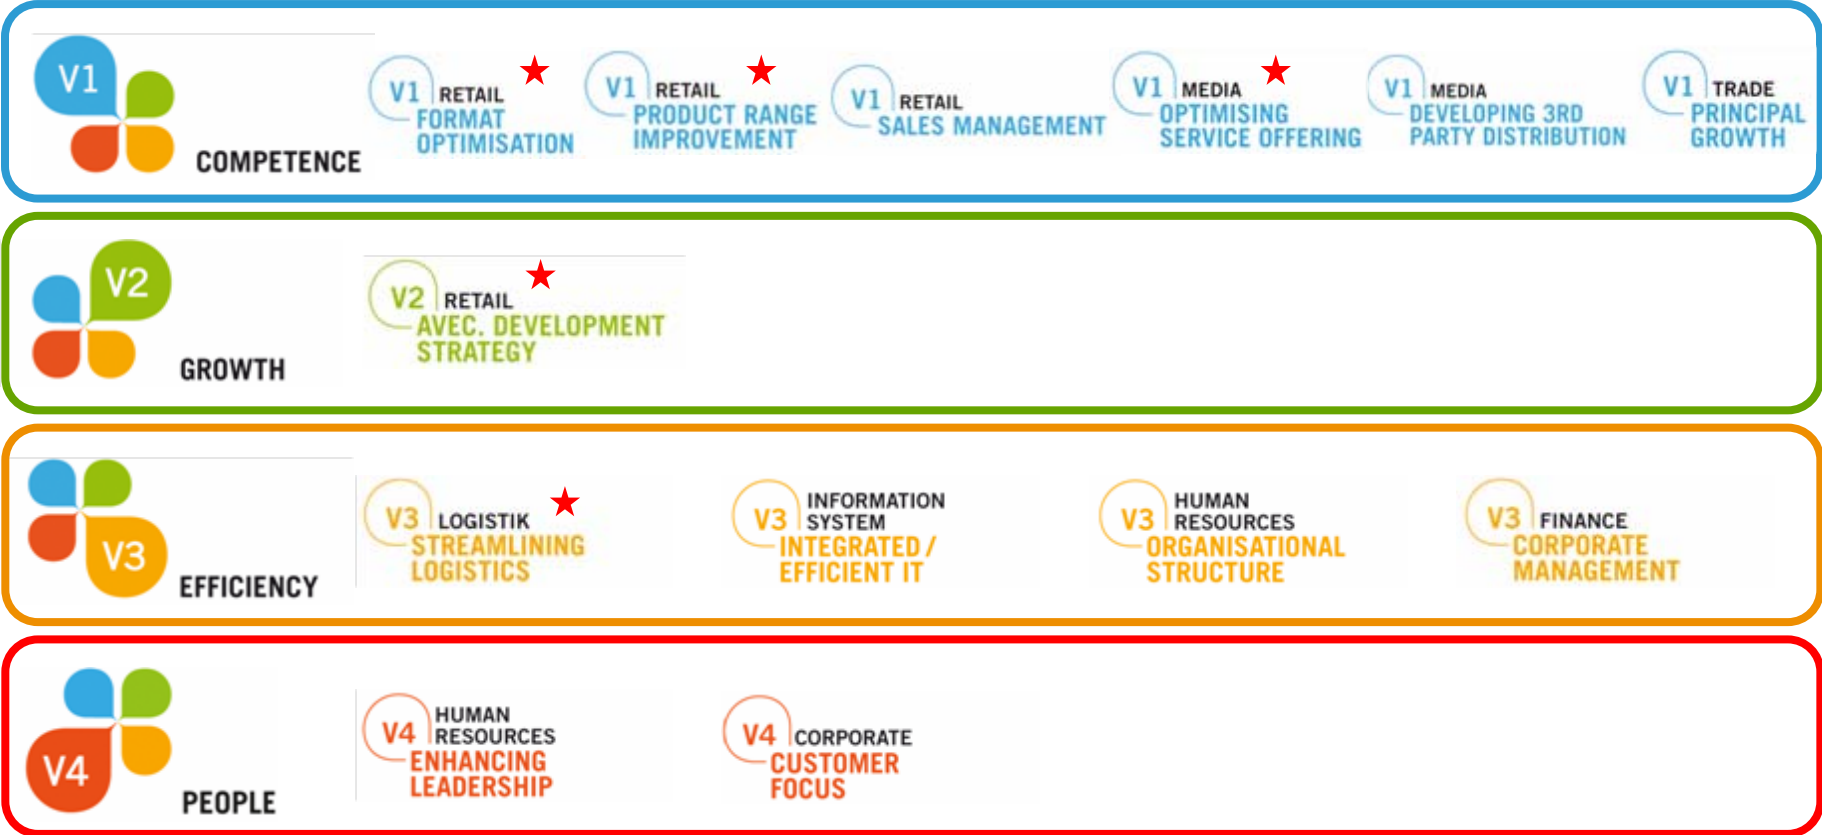 V1
COMPETENCE
V1 RETAIL
FORMAT
OPTIMISATION
V1 RETAIL
PRODUCT RANGE
IMPROVEMENT
V1 RETAIL
SALES MANAGEMENT
V1 MEDIA
OPTIMISING
SERVICE OFFERING
V1 MEDIA
DEVELOPING 3RD
PARTY DISTRIBUTION
V1 TRADE
PRINCIPAL
GROWTH
V2
GROWTH
V2 RETAIL
AVEC. DEVELOPMENT
STRATEGY
V3
EFFICIENCY
V3 LOGISTIK
STREAMLINING
LOGISTICS
INFORMATION
V3 SYSTEM
INTEGRATED /
EFFICIENT IT
HUMAN
V3 RESOURCES
ORGANISATIONAL
STRUCTURE
V3 FINANCE
CORPORATE
MANAGEMENT
V4
PEOPLE
HUMAN
V4 RESOURCES
ENHANCING
LEADERSHIP
V4 CORPORATE
CUSTOMER
FOCUS